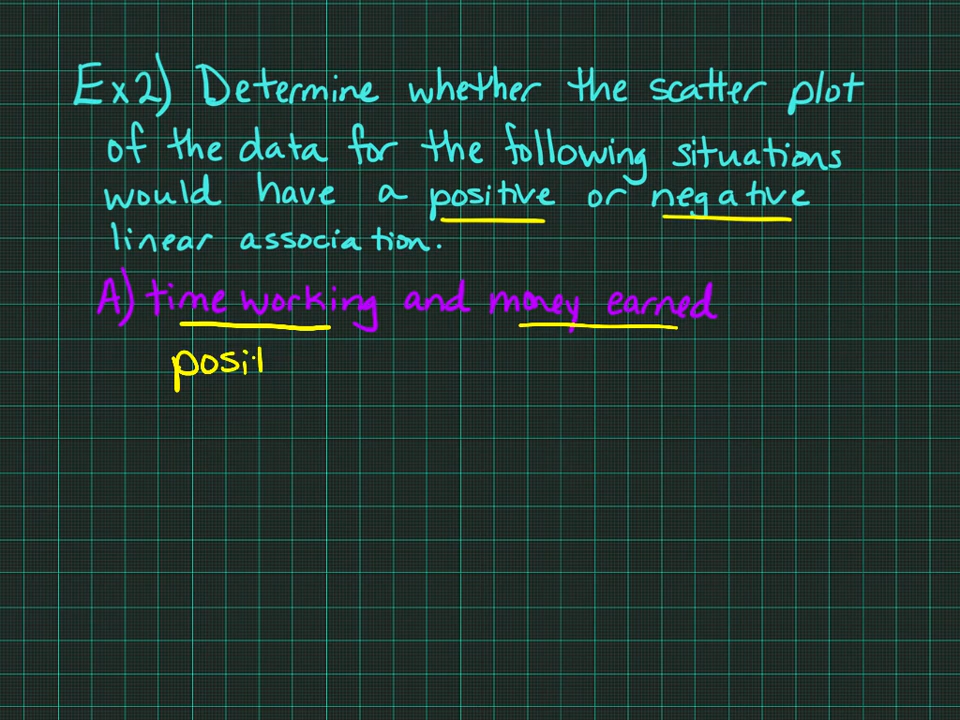 Ex2) Determine whether the scatter plot
of the data for the following situations
would have a positive or negative
linear association.
A) time working and money earned
posit